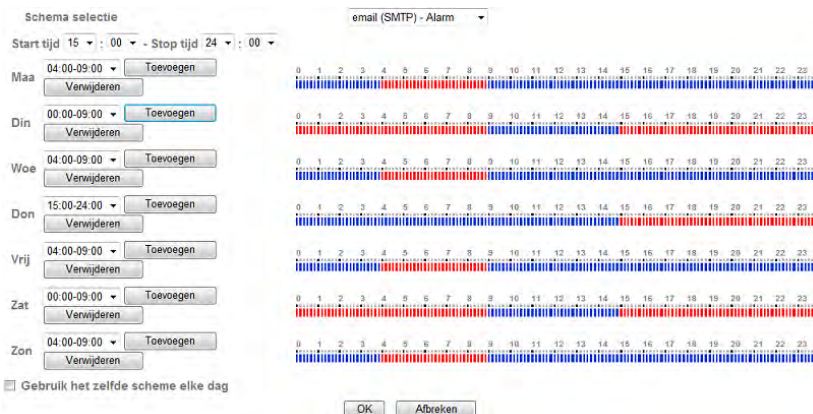 Schema selectie email (SMTP) - Alarm
Start tijd 15 : 00 - Stop tijd 24 : 00
Maa 04:00-09:00 Toevoegen
Verwijderen
0 1 2 3 4 5 6 7 8 9 10 11 12 13 14 15 16 17 18 19 20 21 22 23
Din 00:00-09:00 Toevoegen
Verwijderen
0 1 2 3 4 5 6 7 8 9 10 11 12 13 14 15 16 17 18 19 20 21 22 23
Woe 04:00-09:00 Toevoegen
Verwijderen
0 1 2 3 4 5 6 7 8 9 10 11 12 13 14 15 16 17 18 19 20 21 22 23
Don 15:00-24:00 Toevoegen
Verwijderen
0 1 2 3 4 5 6 7 8 9 10 11 12 13 14 15 16 17 18 19 20 21 22 23
Vrij 04:00-09:00 Toevoegen
Verwijderen
0 1 2 3 4 5 6 7 8 9 10 11 12 13 14 15 16 17 18 19 20 21 22 23
Zat 00:00-09:00 Toevoegen
Verwijderen
0 1 2 3 4 5 6 7 8 9 10 11 12 13 14 15 16 17 18 19 20 21 22 23
Zon 04:00-09:00 Toevoegen
Verwijderen
0 1 2 3 4 5 6 7 8 9 10 11 12 13 14 15 16 17 18 19 20 21 22 23
Gebruik het zelfde scheme elke dag
OK Afbreken